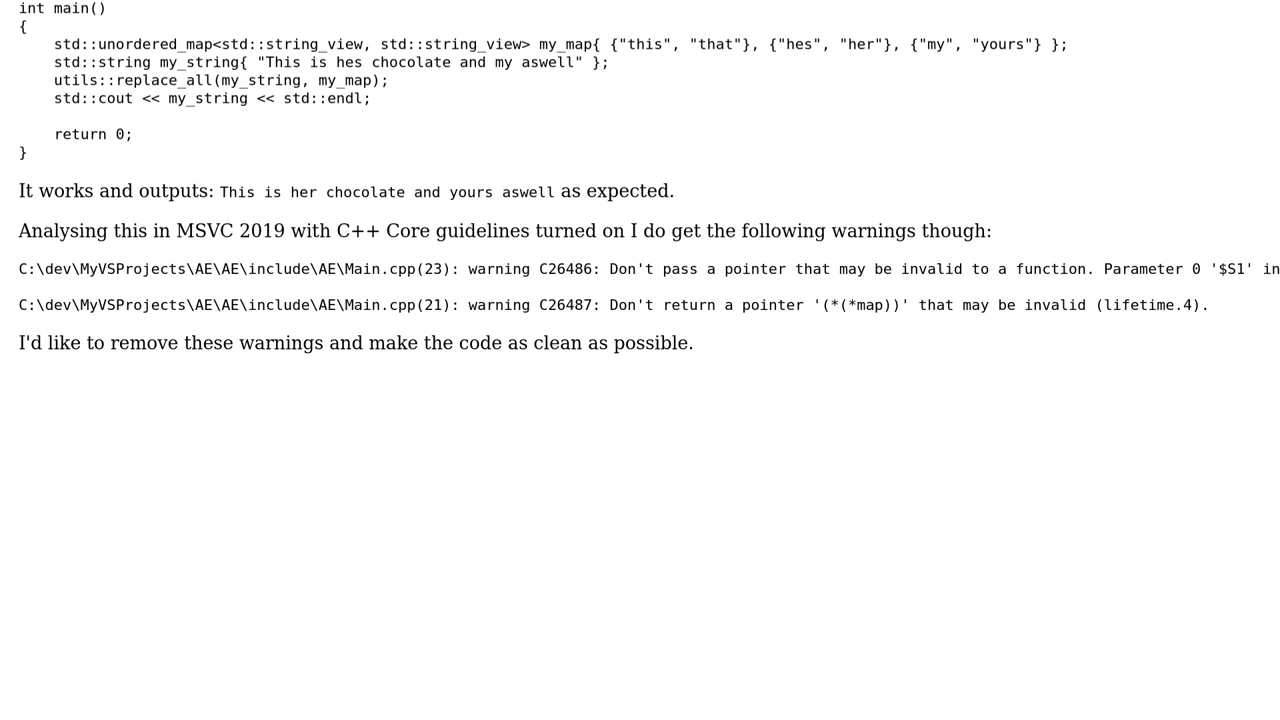 int main()
{
    std::unordered_map<std::string_view, std::string_view> my_map{ {"this", "that"}, {"hes", "her"}, {"my", "yours"} };
    std::string my_string{ "This is hes chocolate and my aswell" };
    utils::replace_all(my_string, my_map);
    std::cout << my_string << std::endl;

    return 0;
}
It works and outputs: This is her chocolate and yours aswell as expected.
Analysing this in MSVC 2019 with C++ Core guidelines turned on I do get the following warnings though:
C:\dev\MyVSProjects\AE\AE\include\AE\Main.cpp(23): warning C26486: Don't pass a pointer that may be invalid to a function. Parameter 0 '$S1' in
C:\dev\MyVSProjects\AE\AE\include\AE\Main.cpp(21): warning C26487: Don't return a pointer '(*(*map))' that may be invalid (lifetime.4).
I'd like to remove these warnings and make the code as clean as possible.